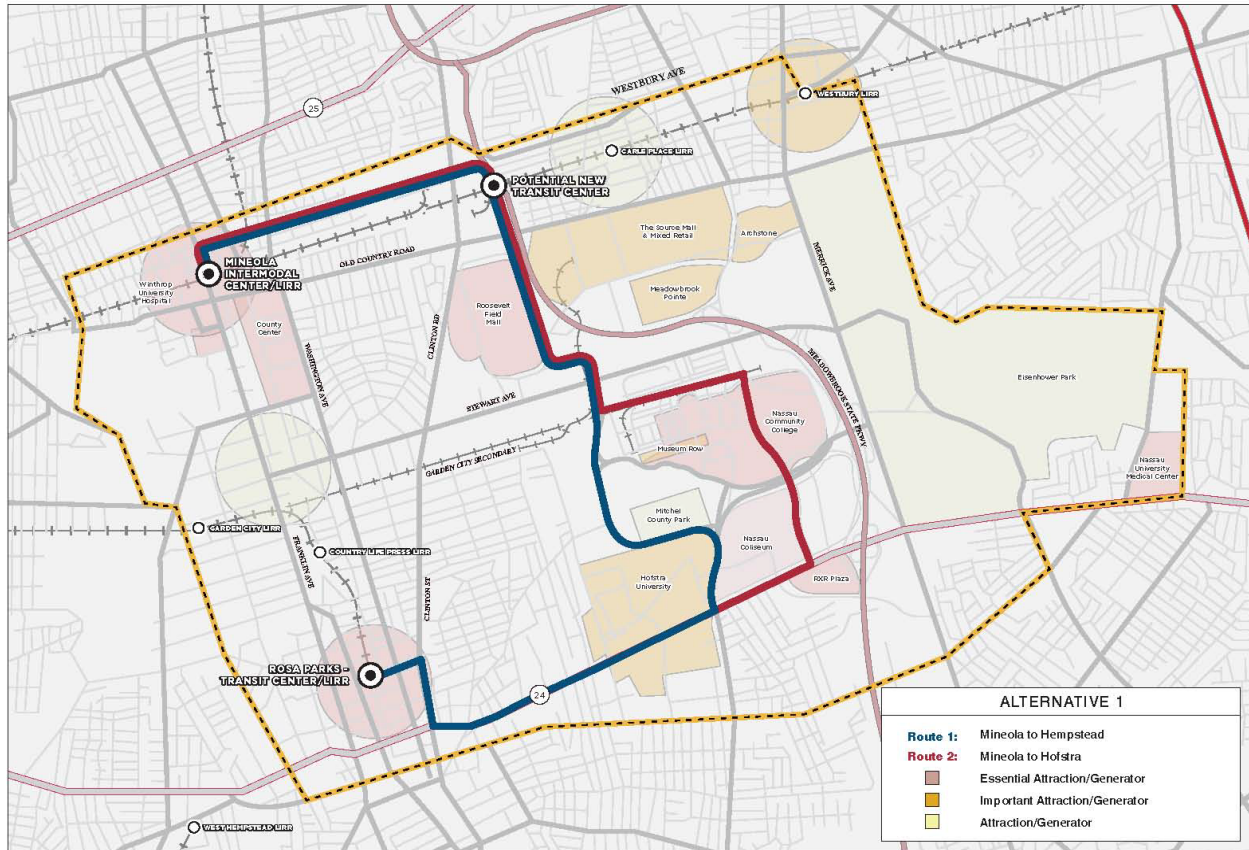 WESTBURY AVE
WESTBURY LIRR
25
CARLE PLACE LIRR
POTENTIAL NEW
TRANSIT CENTER
The Source Mall
& Mixed Retail
Archstone
OLD COUNTRY ROAD
MINEOLA
INTERMODAL
CENTER/LIRR
Winthrop
University
Hospital
MERRICK AVE
Meadowbrook
Pointe
Roosevelt
Field
Mall
County
Center
CLINTON RD
WASHINGTON AVE
MEADOWBROOK STATE PKWY
Eisenhower Park
STEWART AVE
Nassau
Community
College
Museum Row
GARDEN CITY SECONDARY
Nassau
University
Medical Center
Mitchel
County Park
GARDEN CITY LIRR
COUNTRY LIFE PRESS LIRR
FRANKLIN AVE
Nassau
Coliseum
Hofstra
University
RXR Plaza
CLINTON ST
ROSA PARKS -
TRANSIT CENTER/LIRR
24
WEST HEMPSTEAD LIRR
ALTERNATIVE 1
Route 1: Mineola to Hempstead
Route 2: Mineola to Hofstra
Essential Attraction/Generator
Important Attraction/Generator
Attraction/Generator